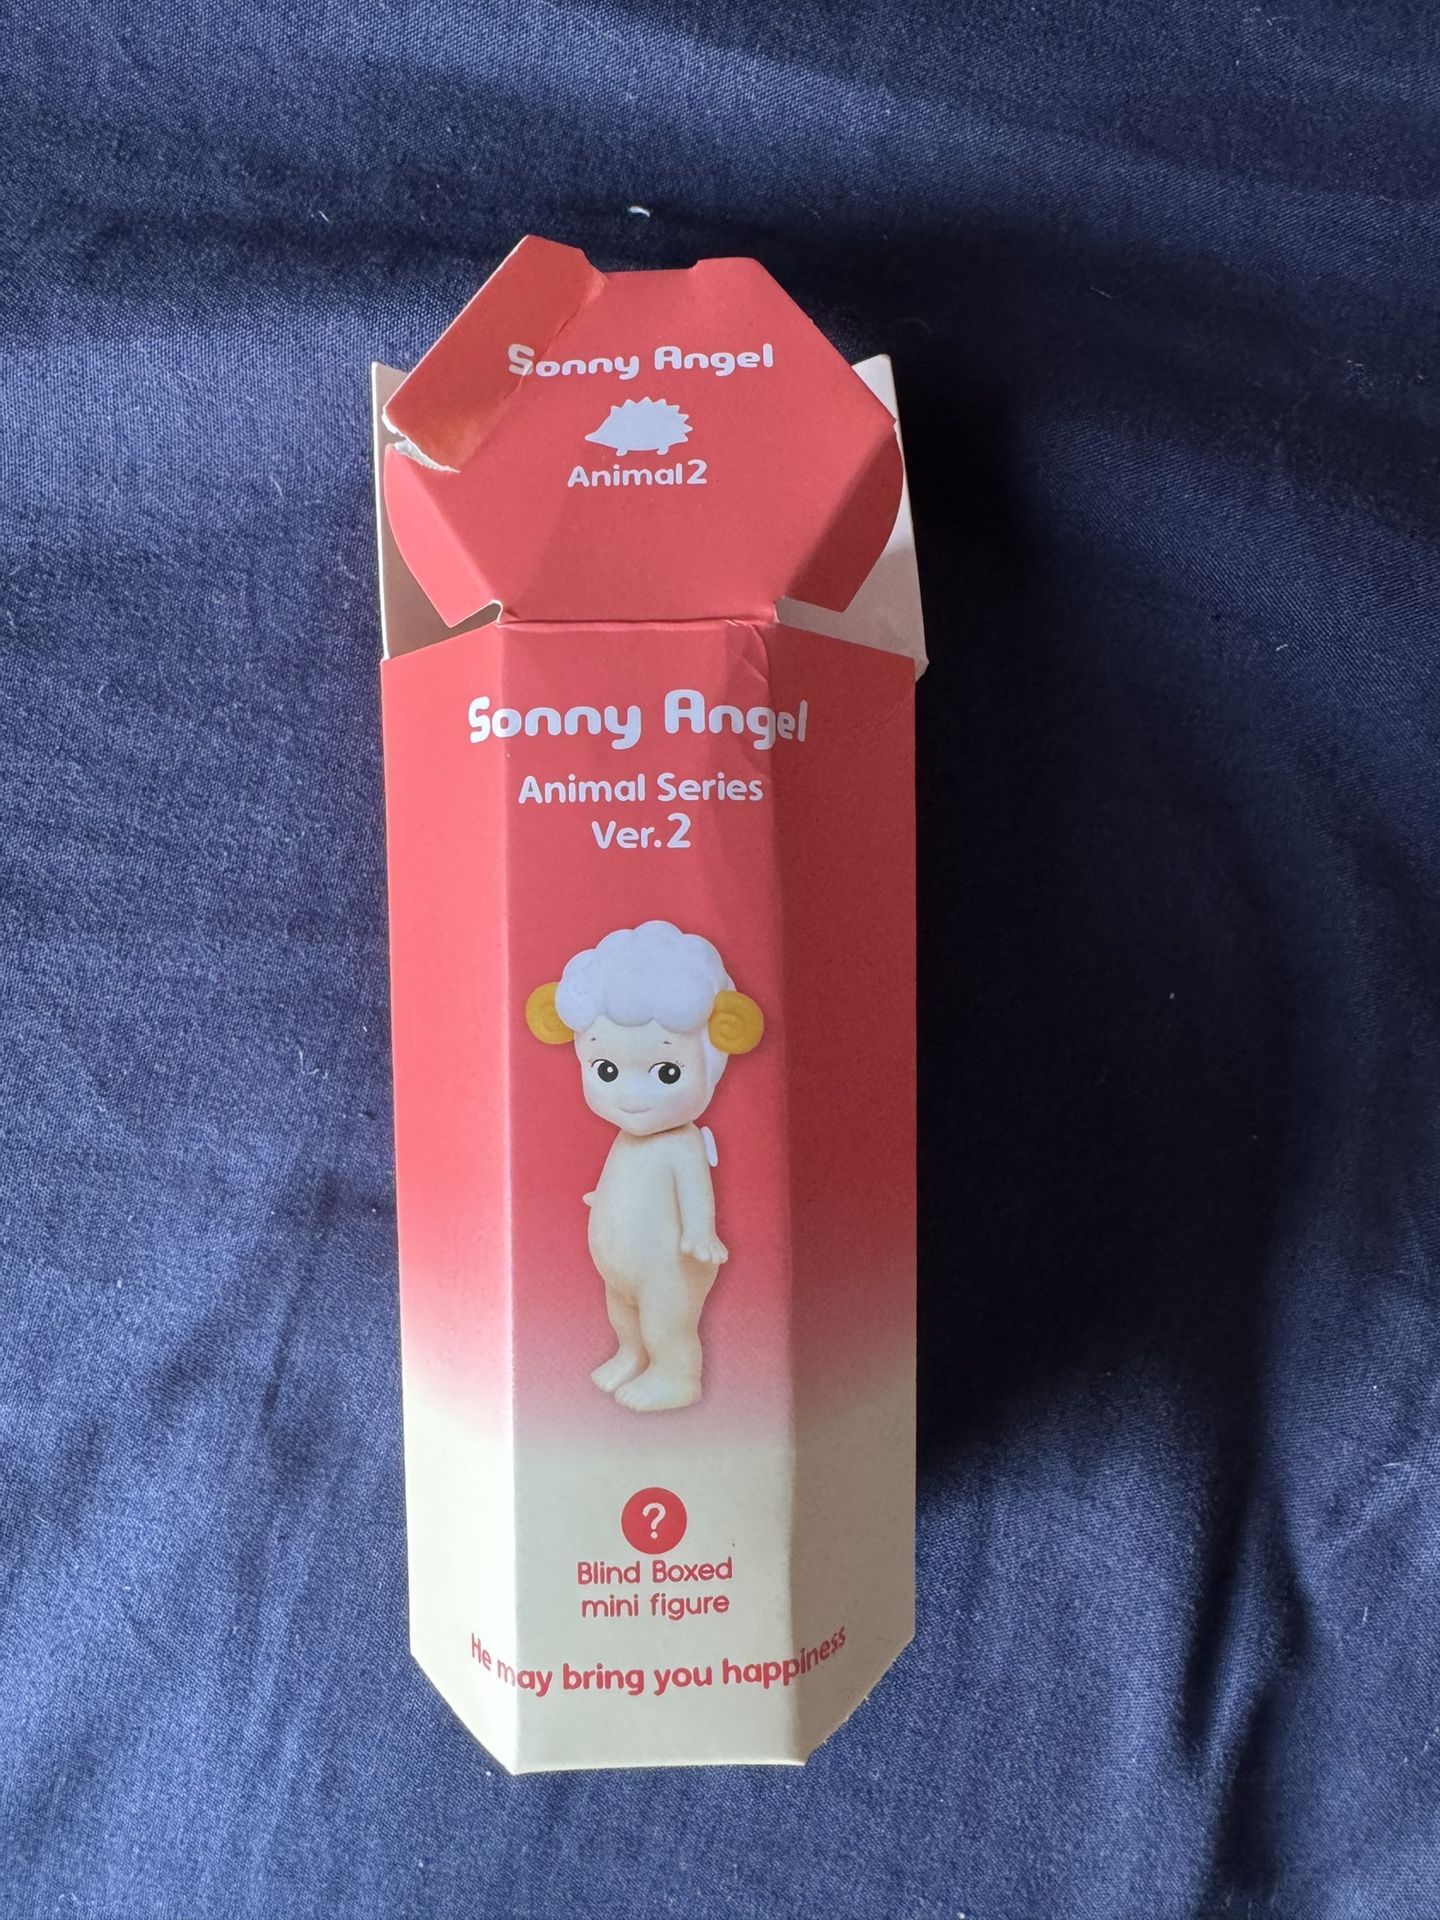 Sonny Angel
Animal2
Sonny Angel
Animal Series
Ver.2
?
Blind Boxed
mini figure
He may bring you happiness